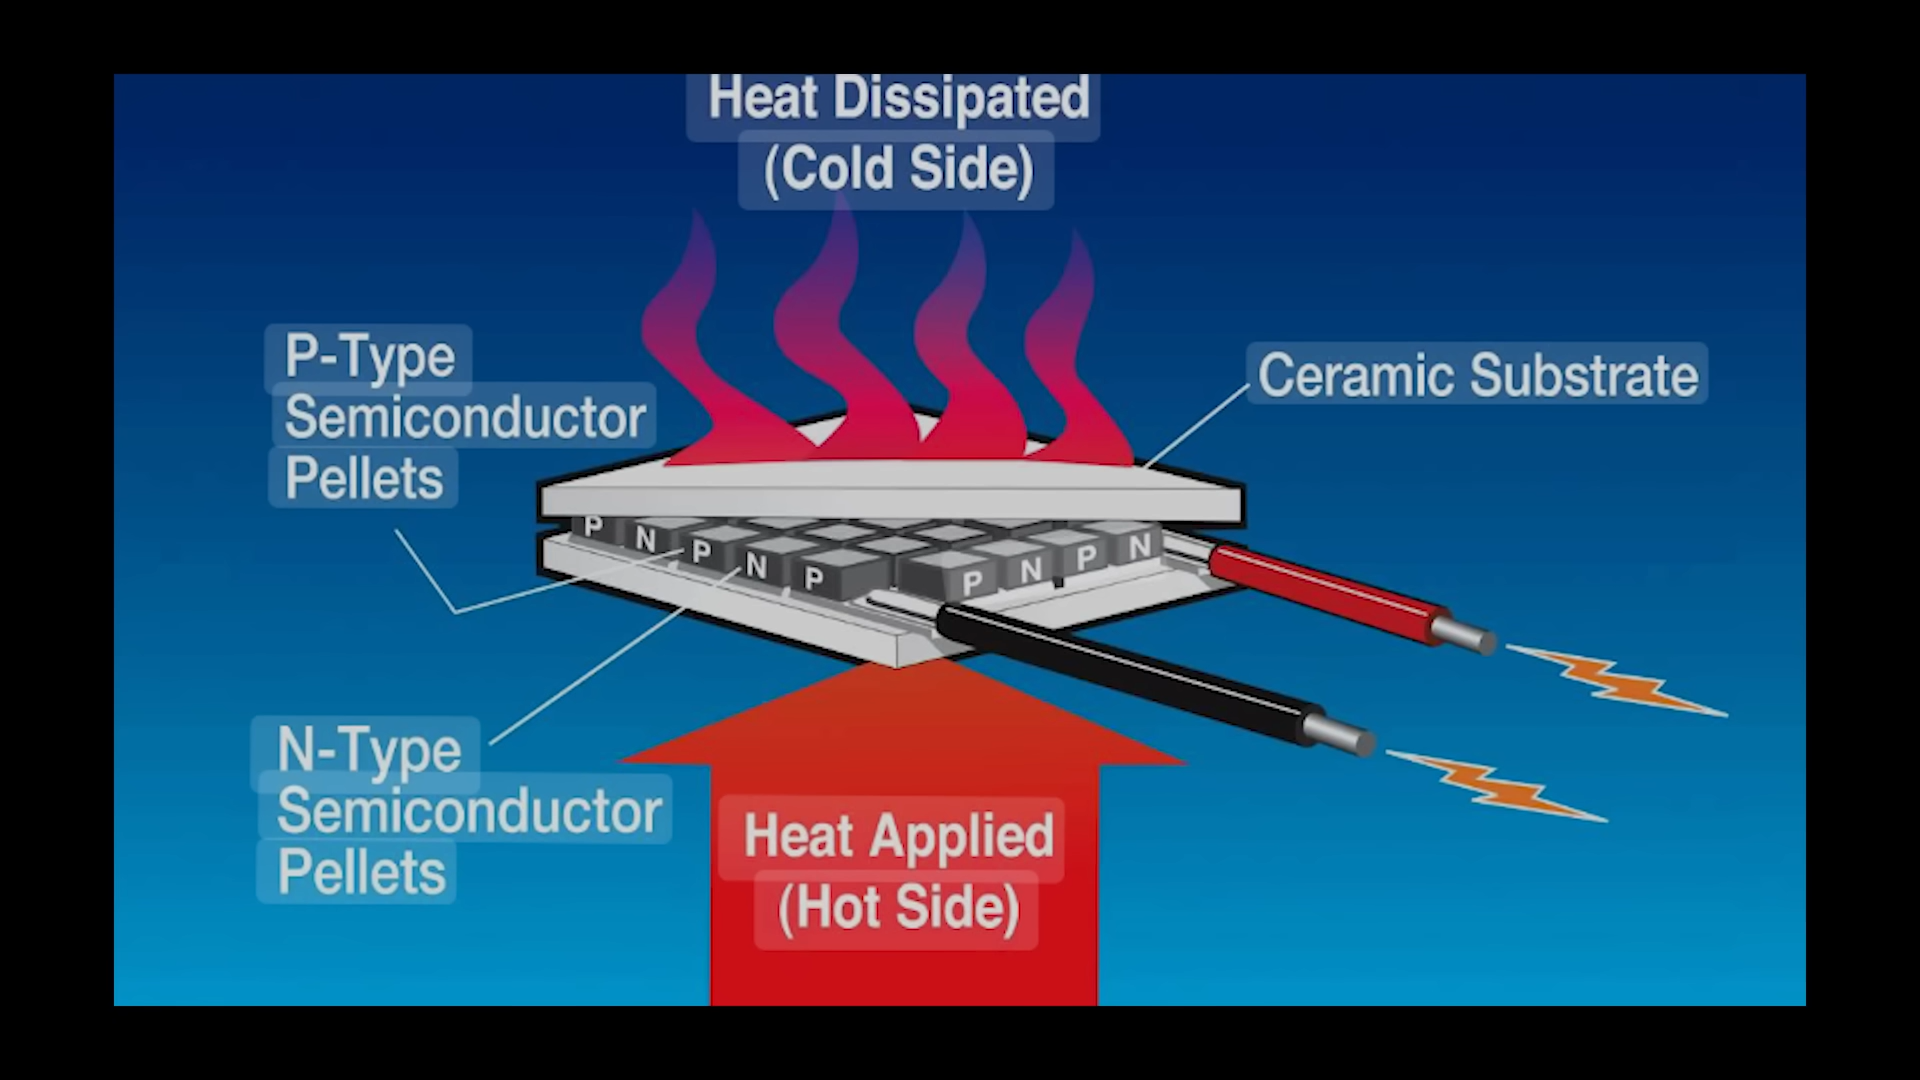 Heat Dissipated
(Cold Side)
P-Type
Semiconductor
Pellets
Ceramic Substrate
P N P N P P N P N
N-Type
Semiconductor
Pellets
Heat Applied
(Hot Side)